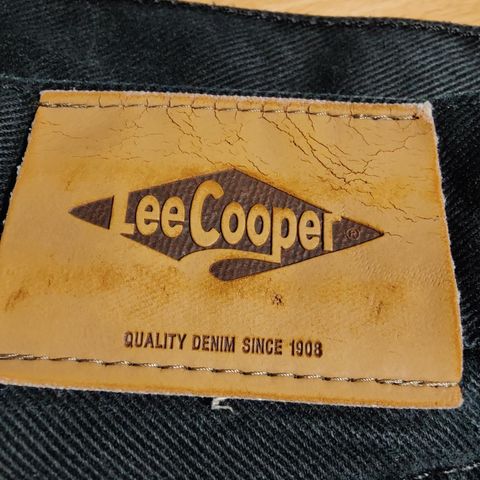 Lee Cooper®
QUALITY DENIM SINCE 1908